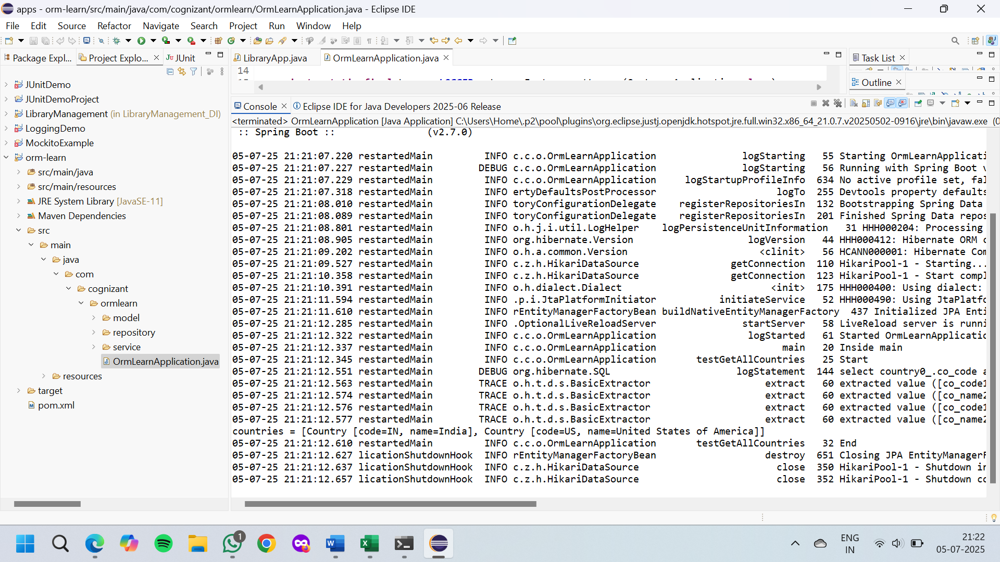 apps - orm-learn/src/main/java/com/cognizant/ormlearn/OrmLearnApplication.java - Eclipse IDE
File Edit Source Refactor Navigate Search Project Run Window Help
Package Expl... Project Explo... JUnit
LibraryApp.java OrmLearnApplication.java
Task List
14
Outline
JUnitDemo
JUnitDemoProject
LibraryManagement (in LibraryManagement_DI)
LoggingDemo
MockitoExample
orm-learn
src/main/java
src/main/resources
JRE System Library [JavaSE-11]
Maven Dependencies
src
main
java
com
cognizant
ormlearn
model
repository
service
OrmLearnApplication.java
resources
target
pom.xml
Console Eclipse IDE for Java Developers 2025-06 Release
<terminated> OrmLearnApplication [Java Application] C:\Users\Home\.p2\pool\plugins\org.eclipse.justj.openjdk.hotspot.jre.full.win32.x86_64_21.0.7.v20250502-0916\jre\bin\javaw.exe (0
:: Spring Boot :: (v2.7.0)
05-07-25 21:21:07.220 restartedMain INFO c.c.o.OrmLearnApplication logStarting 55 Starting OrmLearnApplicati
05-07-25 21:21:07.227 restartedMain DEBUG c.c.o.OrmLearnApplication logStarting 56 Running with Spring Boot v
05-07-25 21:21:07.229 restartedMain INFO c.c.o.OrmLearnApplication logStartupProfileInfo 634 No active profile set, fal
05-07-25 21:21:07.318 restartedMain INFO ertyDefaultsPostProcessor logTo 255 Devtools property defaults
05-07-25 21:21:08.010 restartedMain INFO toryConfigurationDelegate registerRepositoriesIn 132 Bootstrapping Spring Data
05-07-25 21:21:08.089 restartedMain INFO toryConfigurationDelegate registerRepositoriesIn 201 Finished Spring Data repos
05-07-25 21:21:08.801 restartedMain INFO o.h.j.i.util.LogHelper logPersistenceUnitInformation 31 HHH000204: Processing
05-07-25 21:21:08.905 restartedMain INFO org.hibernate.Version logVersion 44 HHH000412: Hibernate ORM c
05-07-25 21:21:09.202 restartedMain INFO o.h.a.common.Version <clinit> 56 HCANN000001: Hibernate Com
05-07-25 21:21:09.527 restartedMain INFO c.z.h.HikariDataSource getConnection 110 HikariPool-1 - Starting...
05-07-25 21:21:10.358 restartedMain INFO c.z.h.HikariDataSource getConnection 123 HikariPool-1 - Start compl
05-07-25 21:21:10.391 restartedMain INFO o.h.dialect.Dialect <init> 175 HHH000400: Using dialect:
05-07-25 21:21:11.594 restartedMain INFO .p.i.JtaPlatformInitiator initiateService 52 HHH000490: Using JtaPlatfo
05-07-25 21:21:11.610 restartedMain INFO rEntityManagerFactoryBean buildNativeEntityManagerFactory 437 Initialized JPA Enti
05-07-25 21:21:12.285 restartedMain INFO .OptionalLiveReloadServer startServer 58 LiveReload server is runni
05-07-25 21:21:12.322 restartedMain INFO c.c.o.OrmLearnApplication logStarted 61 Started OrmLearnApplicatio
05-07-25 21:21:12.337 restartedMain INFO c.c.o.OrmLearnApplication main 20 Inside main
05-07-25 21:21:12.345 restartedMain INFO c.c.o.OrmLearnApplication testGetAllCountries 25 Start
05-07-25 21:21:12.551 restartedMain DEBUG org.hibernate.SQL logStatement 144 select country0_.co_code a
05-07-25 21:21:12.563 restartedMain TRACE o.h.t.d.s.BasicExtractor extract 60 extracted value ([co_code1
05-07-25 21:21:12.574 restartedMain TRACE o.h.t.d.s.BasicExtractor extract 60 extracted value ([co_name2
05-07-25 21:21:12.576 restartedMain TRACE o.h.t.d.s.BasicExtractor extract 60 extracted value ([co_code1
05-07-25 21:21:12.577 restartedMain TRACE o.h.t.d.s.BasicExtractor extract 60 extracted value ([co_name2
countries = [Country [code=IN, name=India], Country [code=US, name=United States of America]]
05-07-25 21:21:12.610 restartedMain INFO c.c.o.OrmLearnApplication testGetAllCountries 32 End
05-07-25 21:21:12.627 licationShutdownHook INFO rEntityManagerFactoryBean destroy 651 Closing JPA EntityManagerF
05-07-25 21:21:12.637 licationShutdownHook INFO c.z.h.HikariDataSource close 350 HikariPool-1 - Shutdown in
05-07-25 21:21:12.657 licationShutdownHook INFO c.z.h.HikariDataSource close 352 HikariPool-1 - Shutdown co
1
ENG
IN
21:22
05-07-2025